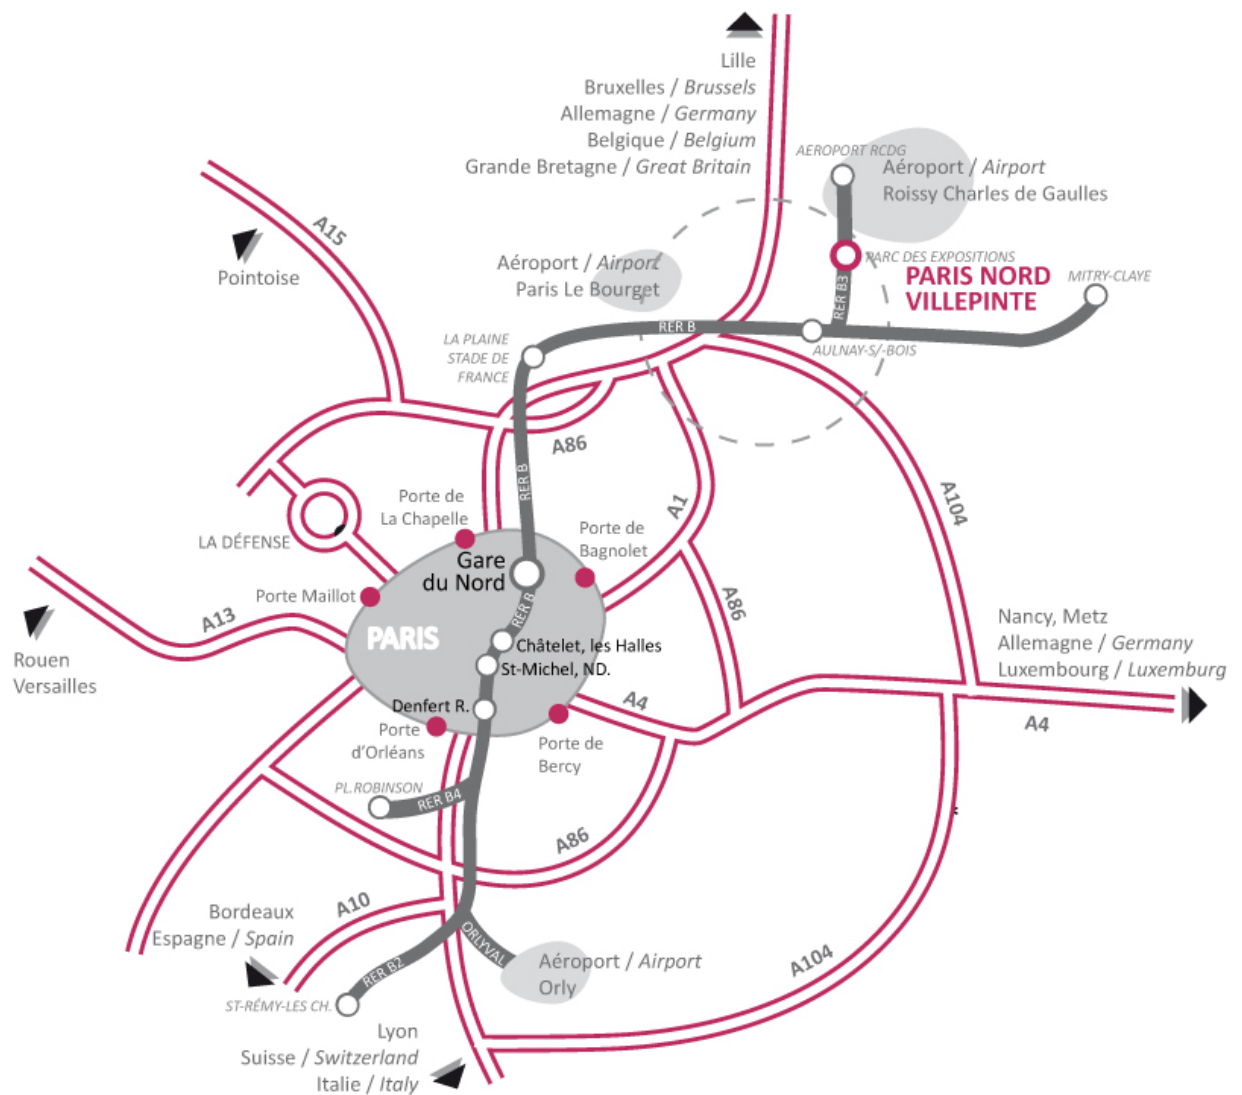 Lille
Bruxelles / Brussels
Allemagne / Germany
Belgique / Belgium
Grande Bretagne / Great Britain
AEROPORT RCDG
Aéroport / Airport
Roissy Charles de Gaulles
A15
Pointoise
Aéroport / Airport
Paris Le Bourget
PARC DES EXPOSITIONS
PARIS NORD
VILLEPINTE
MITRY-CLAYE
RER B3
RER B
LA PLAINE
STADE DE
FRANCE
AULNAY-S/-BOIS
A86
RER B
A1
A104
Porte de
La Chapelle
Porte de
Bagnolet
LA DÉFENSE
Gare
du Nord
Porte Maillot
RER B
A86
A13
PARIS
Châtelet, les Halles
St-Michel, ND.
Rouen
Versailles
Nancy, Metz
Allemagne / Germany
Luxembourg / Luxemburg
A4
A4
Denfert R.
Porte
d'Orléans
Porte de
Bercy
PL.ROBINSON
RER B4
A86
A10
Bordeaux
Espagne / Spain
ORLYVAL
RER B2
Aéroport / Airport
Orly
A104
ST-RÉMY-LES CH.
Lyon
Suisse / Switzerland
Italie / Italy